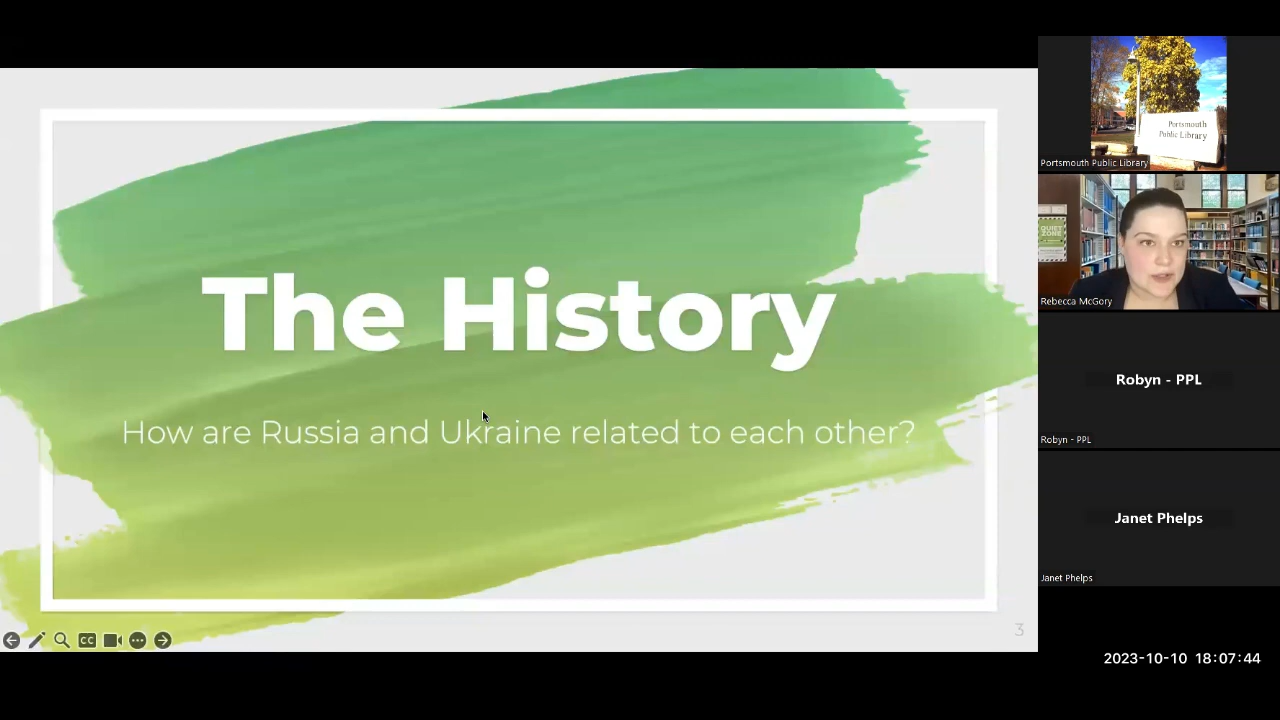 The History
How are Russia and Ukraine related to each other?
3
CC
Portsmouth
Public Library
Portsmouth Public Library
QUIET
ZONE
Rebecca McGory
Robyn - PPL
Robyn - PPL
Janet Phelps
Janet Phelps
2023-10-10 18:07:44